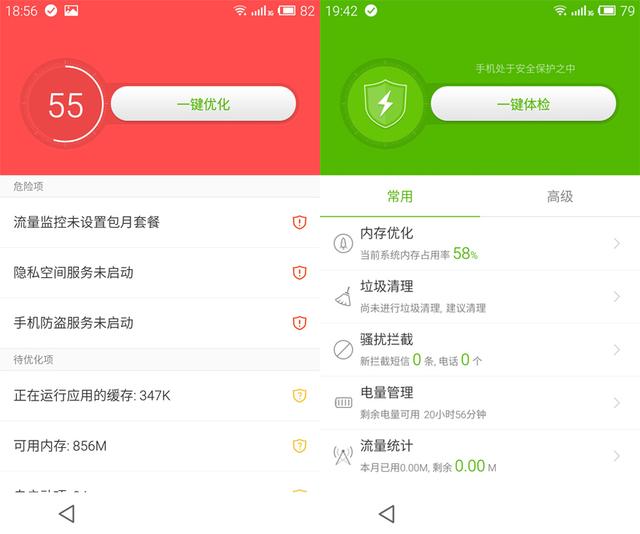 18:56
82
55
一键优化
危险项
流量监控未设置包月套餐
隐私空间服务未启动
手机防盗服务未启动
待优化项
正在运行应用的缓存: 347K
可用内存: 856M
19:42
79
手机处于安全保护之中
一键体检
常用
高级
内存优化
当前系统内存占用率 58%
垃圾清理
尚未进行垃圾清理, 建议清理
骚扰拦截
新拦截短信 0 条, 电话 0 个
电量管理
剩余电量可用 20小时56分钟
流量统计
本月已用0.00M, 剩余 0.00 M